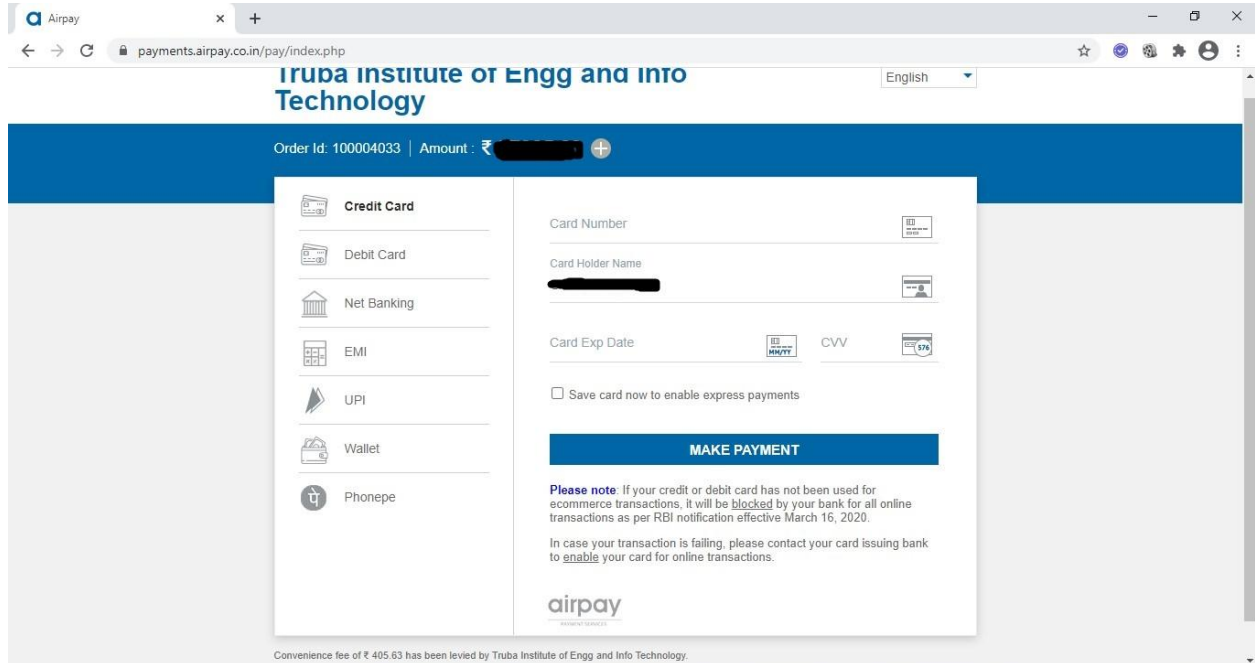 Airpay
payments.airpay.co.in/pay/index.php
Truba Institute of Engg and Info
Technology
English
Order Id: 100004033 | Amount : ₹
Credit Card
Debit Card
Net Banking
EMI
UPI
Wallet
Phonepe
Card Number
Card Holder Name
Card Exp Date
MM/YY
CVV
576
Save card now to enable express payments
MAKE PAYMENT
Please note: If your credit or debit card has not been used for
ecommerce transactions, it will be blocked by your bank for all online
transactions as per RBI notification effective March 16, 2020.
In case your transaction is failing, please contact your card issuing bank
to enable your card for online transactions.
airpay
PAYMENT SERVICES
Convenience fee of ₹ 405.63 has been levied by Truba Institute of Engg and Info Technology.